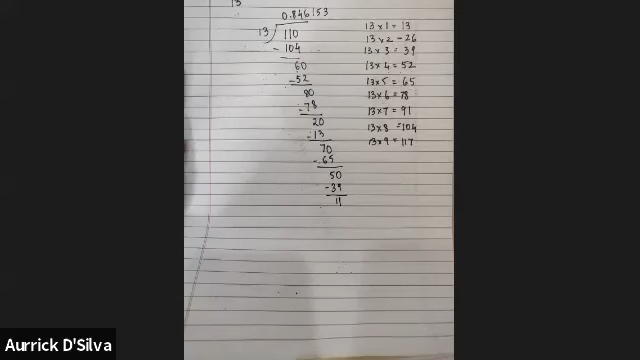 13
0.846153
13 110
- 104
60
- 52
80
- 78
20
- 13
70
- 65
50
- 39
11
13 x 1 = 13
13 x 2 - 26
13 x 3 = 39
13 x 4 = 52
13 x 5 = 65
13 x 6 = 78
13 x 7 = 91
13 x 8 = 104
13 x 9 = 117
Aurrick D'Silva